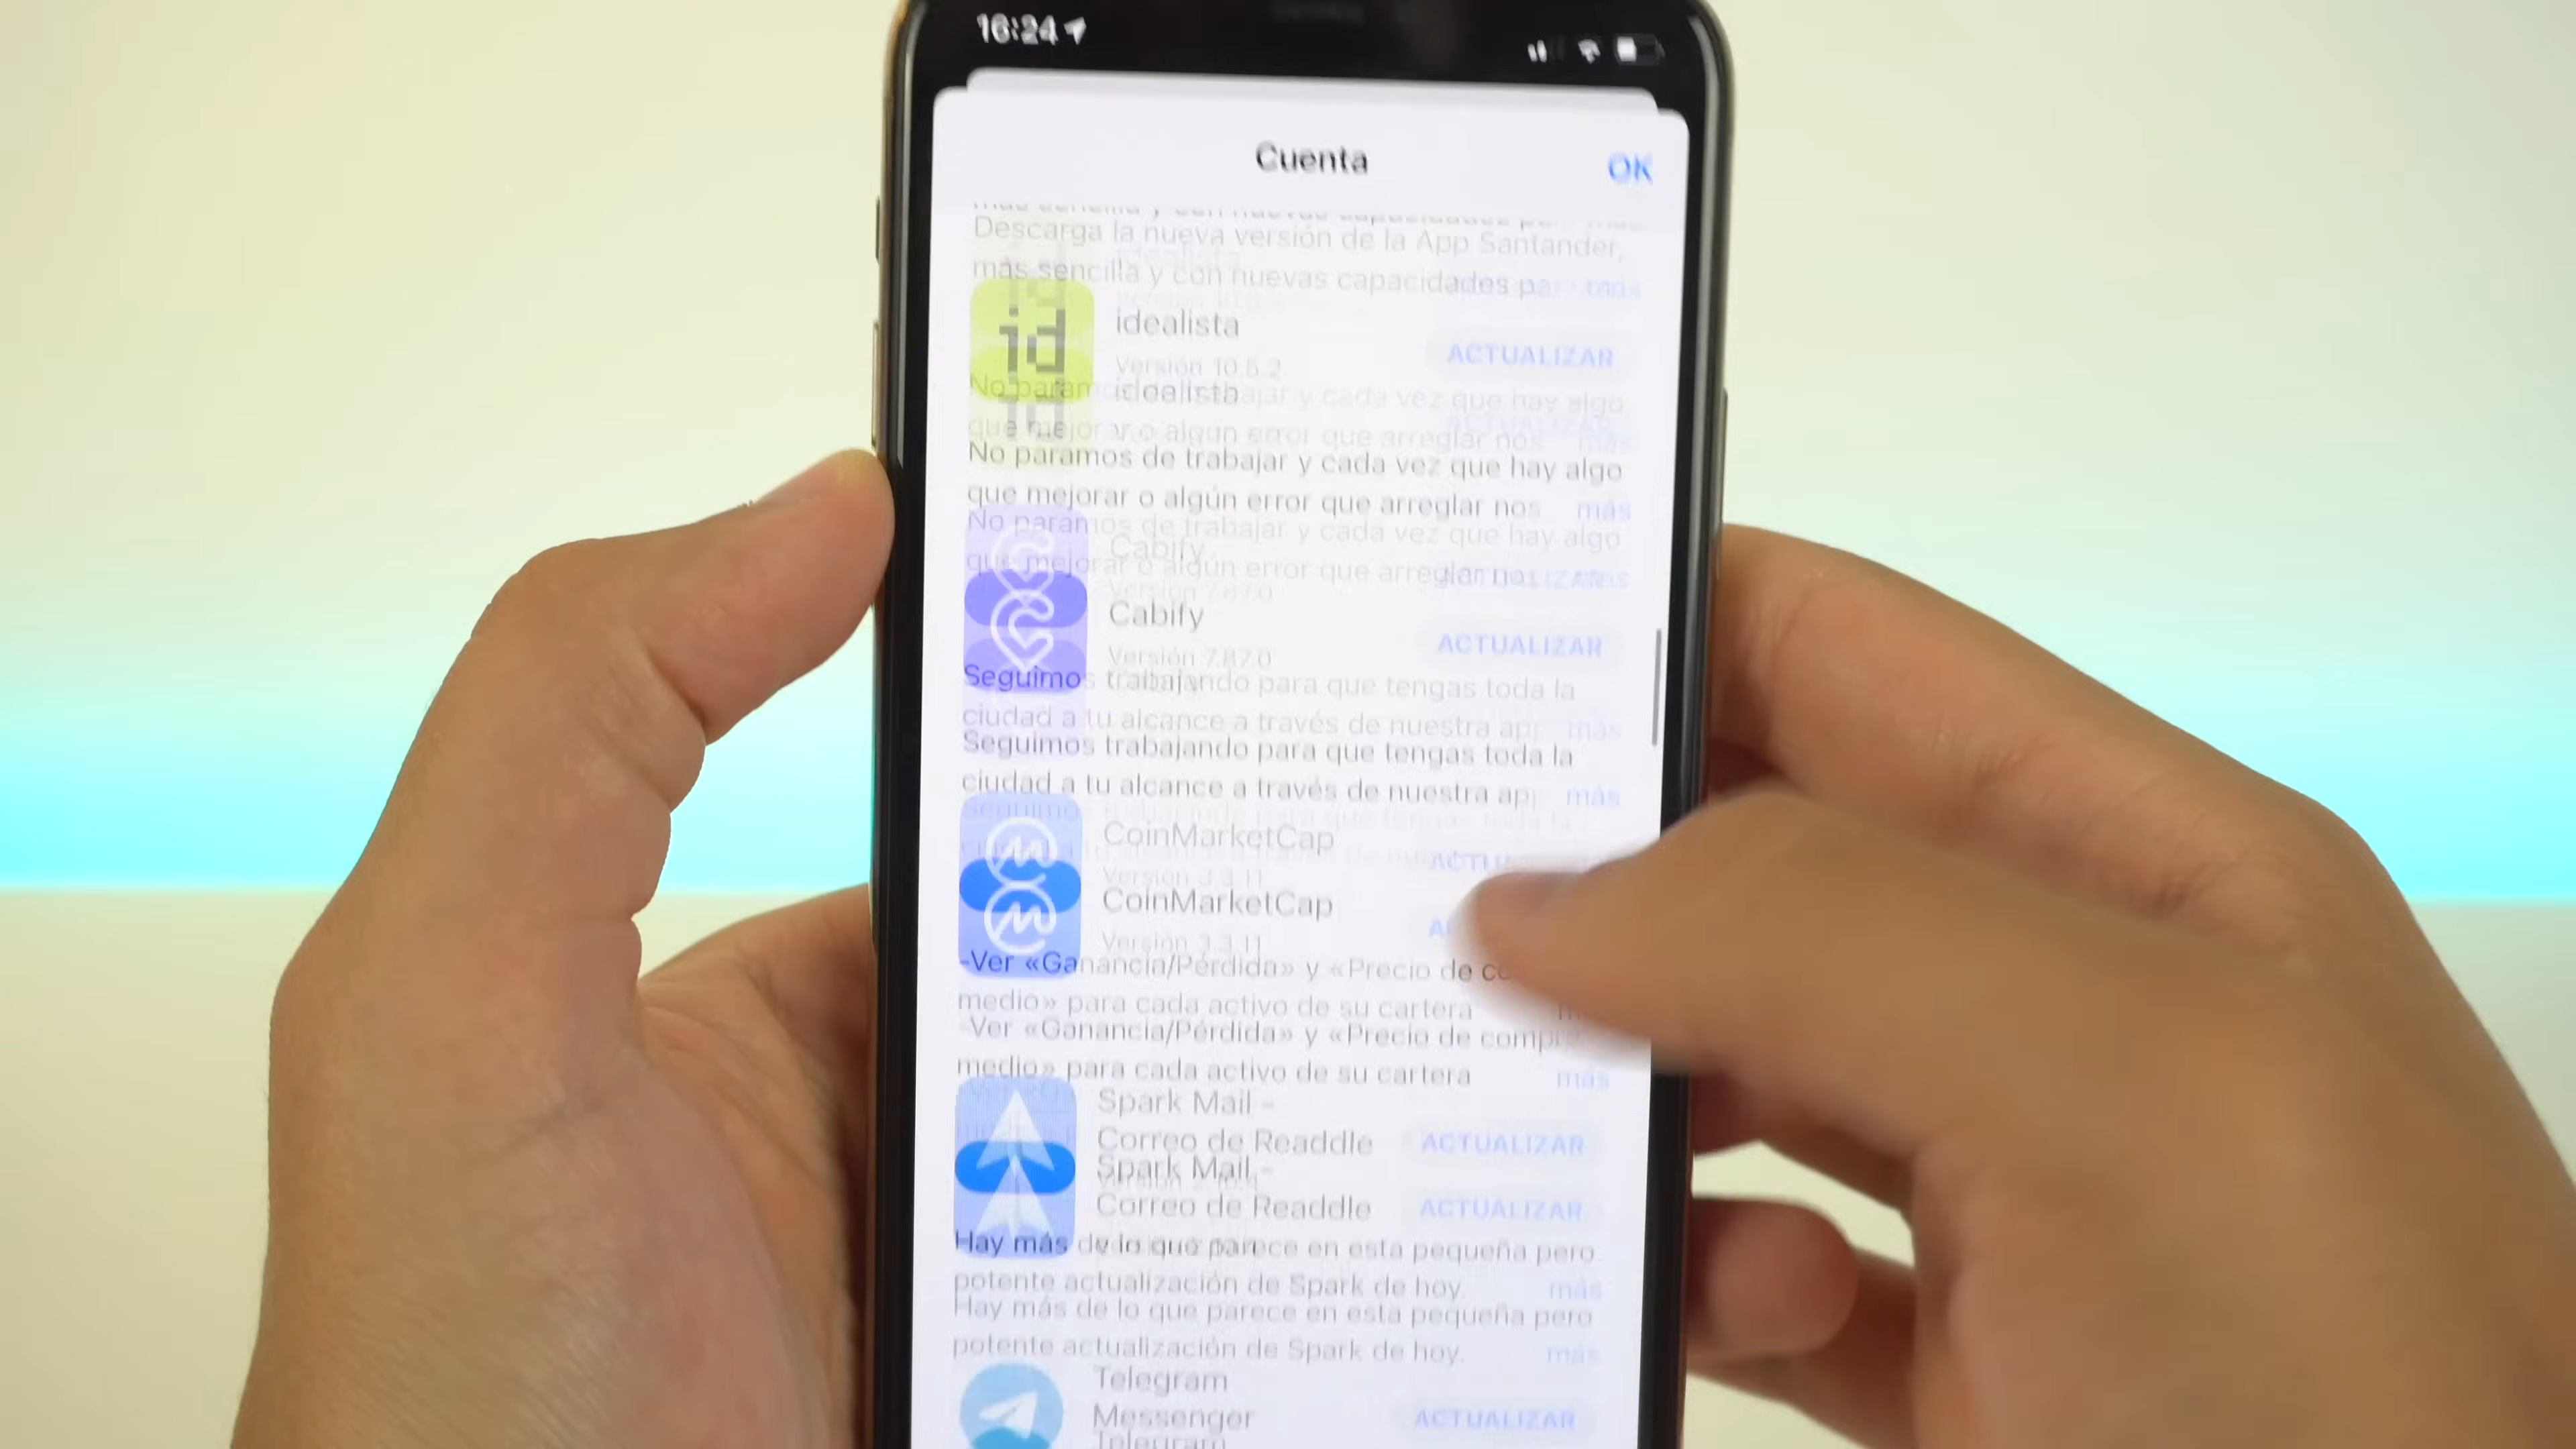 16:24
Cuenta
OK
Descarga la nueva versión de la App Santander,
más sencilla y con nuevas capacidades par más
id
idealista
Versión 10.5.2
ACTUALIZAR
No paramos de trabajar y cada vez que hay algo
que mejorar o algún error que arreglar nos más
Cabify
Versión 7.87.0
ACTUALIZAR
Seguimos trabajando para que tengas toda la
ciudad a tu alcance a través de nuestra ap más
CoinMarketCap
Versión 3.3.11
-Ver «Ganancia/Pérdida» y «Precio de compr
medio» para cada activo de su cartera más
Spark Mail -
Correo de Readdle
ACTUALIZAR
Hay más de lo que parece en esta pequeña pero
potente actualización de Spark de hoy. más
Telegram
Messenger
ACTUALIZAR